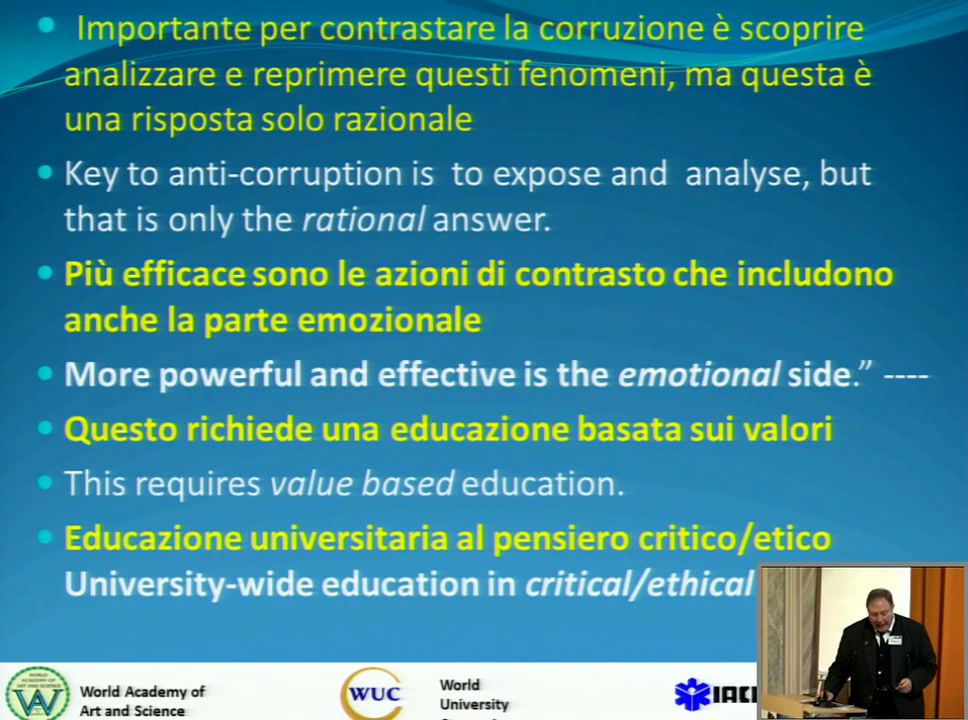 Importante per contrastare la corruzione è scoprire
analizzare e reprimere questi fenomeni, ma questa è
una risposta solo razionale
Key to anti-corruption is to expose and analyse, but
that is only the rational answer.
Più efficace sono le azioni di contrasto che includono
anche la parte emozionale
More powerful and effective is the emotional side.” ----
Questo richiede una educazione basata sui valori
This requires value based education.
Educazione universitaria al pensiero critico/etico
University-wide education in critical/ethical
World Academy of
Art and Science
WUC
World
University